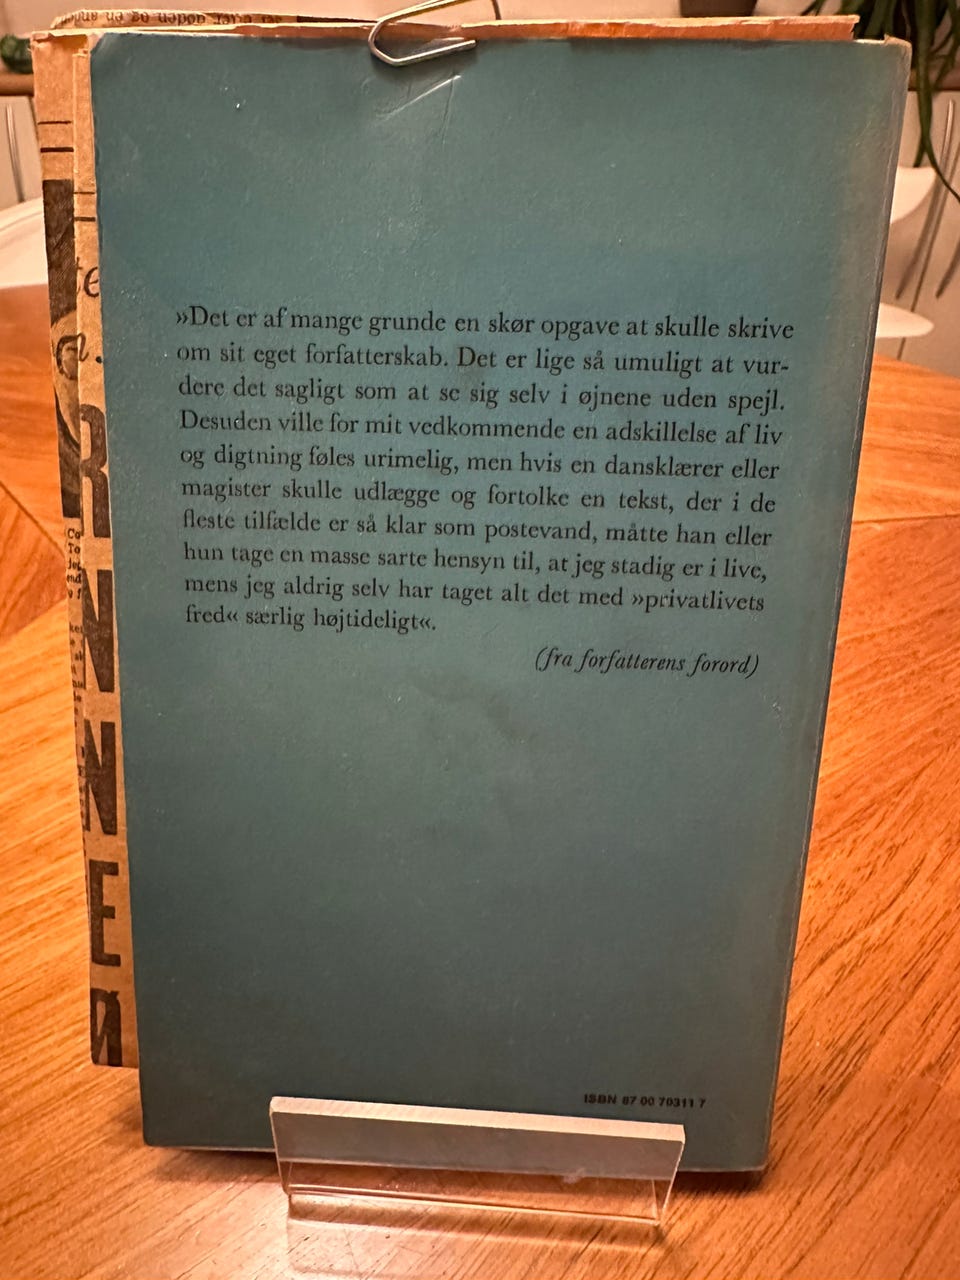 »Det er af mange grunde en skør opgave at skulle skrive
om sit eget forfatterskab. Det er lige så umuligt at vur-
dere det sagligt som at se sig selv i øjnene uden spejl.
Desuden ville for mit vedkommende en adskillelse af liv
og digtning føles urimelig, men hvis en dansklærer eller
magister skulle udlægge og fortolke en tekst, der i de
fleste tilfælde er så klar som postevand, måtte han eller
hun tage en masse sarte hensyn til, at jeg stadig er i live,
mens jeg aldrig selv har taget alt det med »privatlivets
fred« særlig højtideligt«.
(fra forfatterens forord)
ISBN 87 00 70311 7